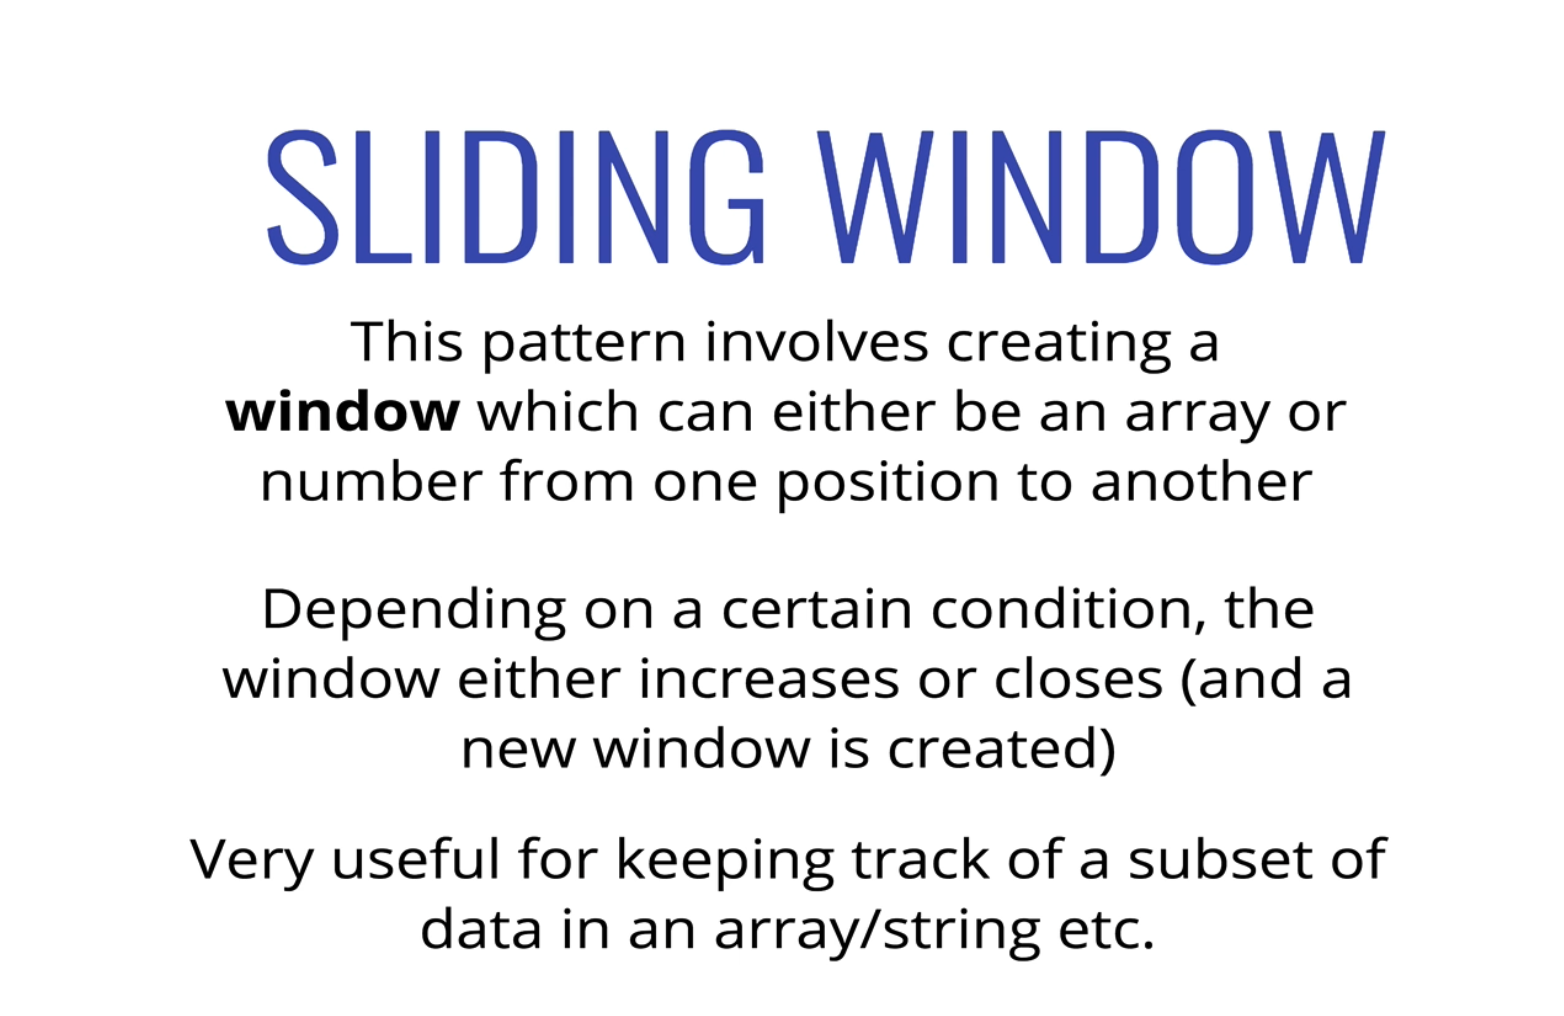 SLIDING WINDOW
This pattern involves creating a
window which can either be an array or
number from one position to another
Depending on a certain condition, the
window either increases or closes (and a
new window is created)
Very useful for keeping track of a subset of
data in an array/string etc.